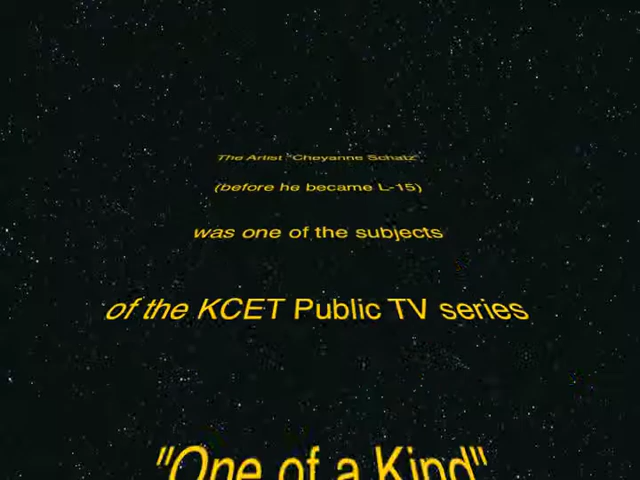 The Artist "Cheyanne Schatz"
(before he became L-15)
was one of the subjects
of the KCET Public TV series
"One of a Kind"